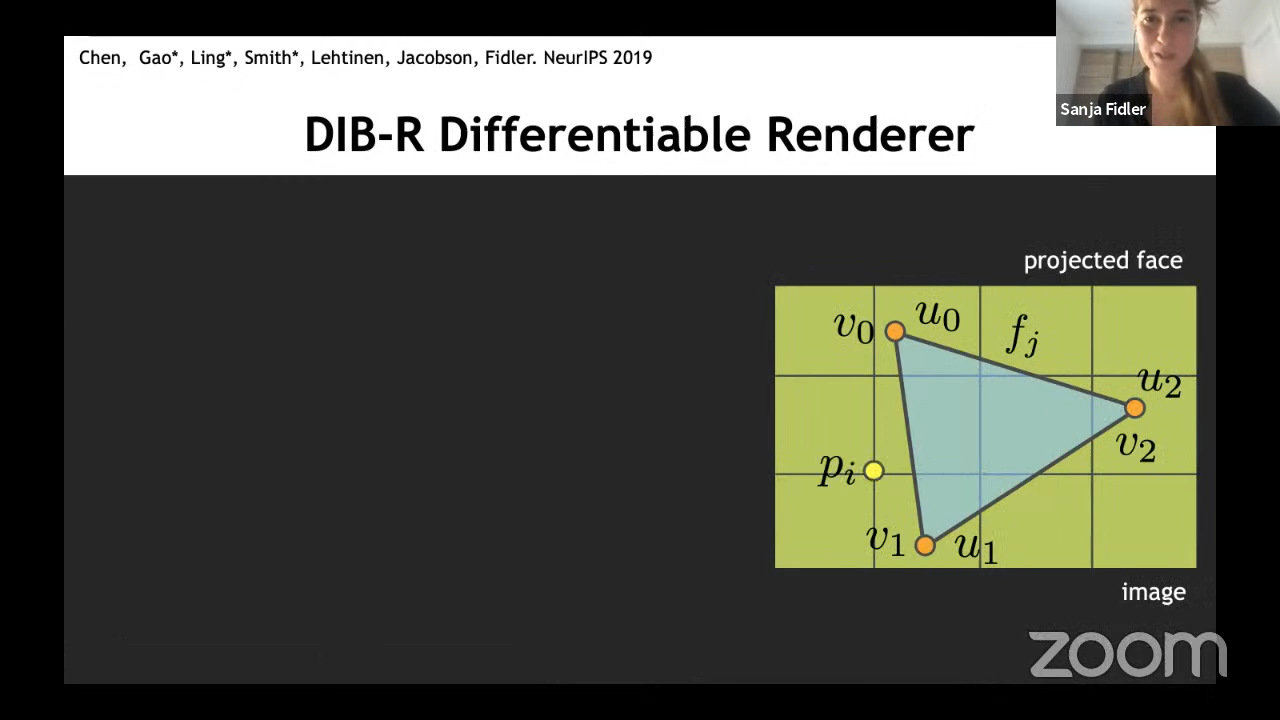 Chen, Gao*, Ling*, Smith*, Lehtinen, Jacobson, Fidler. NeurIPS 2019
Sanja Fidler
DIB-R Differentiable Renderer
projected face
v0 u0 fj
u2
v2
pi
v1 u1
image
zoom